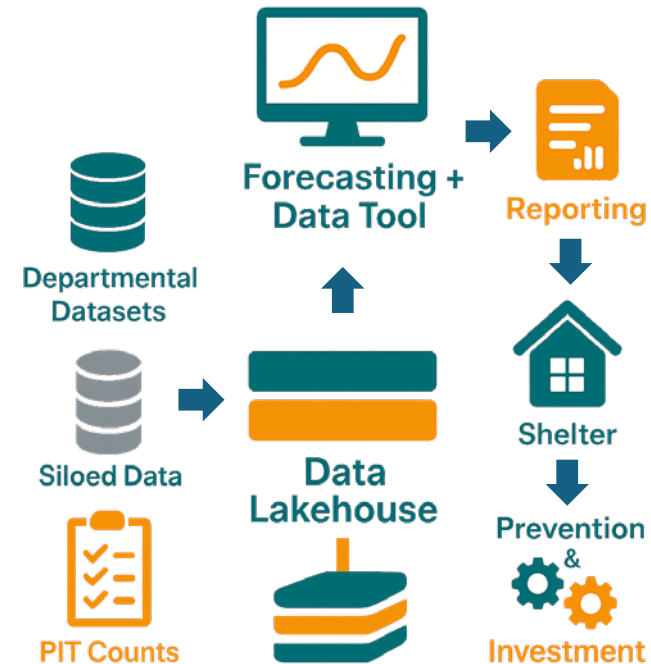 Forecasting +
Data Tool
Reporting
Departmental
Datasets
Siloed Data
Shelter
Data
Lakehouse
Prevention
&
Investment
PIT Counts